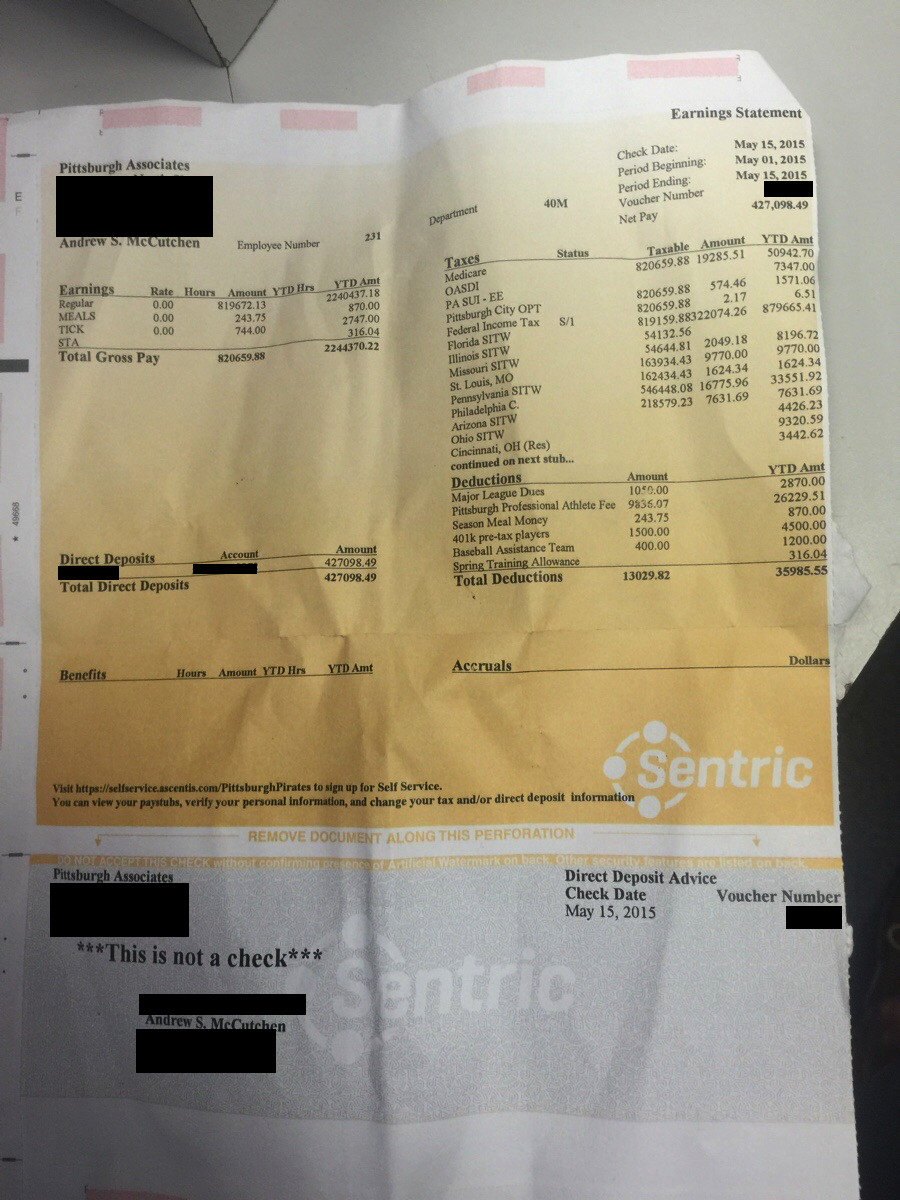 Earnings Statement
Pittsburgh Associates
Andrew S. McCutchen
Employee Number 231
Department 40M
Check Date: May 15, 2015
Period Beginning: May 01, 2015
Period Ending: May 15, 2015
Voucher Number
Net Pay 427,098.49
Earnings Rate Hours Amount YTD Hrs YTD Amt
Regular 0.00 819672.13 2240437.18
MEALS 0.00 243.75 870.00
TICK 0.00 744.00 2747.00
STA 316.04
Total Gross Pay 820659.88 2244370.22
Taxes Status Taxable Amount YTD Amt
Medicare 820659.88 19285.51 50942.70
OASDI 7347.00
PA SUI - EE 820659.88 574.46 1571.06
Pittsburgh City OPT 820659.88 2.17 6.51
Federal Income Tax S/1 819159.88322074.26 879665.41
Florida SITW 54132.56
Illinois SITW 54644.81 2049.18 8196.72
Missouri SITW 163934.43 9770.00 9770.00
St. Louis, MO 162434.43 1624.34 1624.34
Pennsylvania SITW 546448.08 16775.96 33551.92
Philadelphia C. 218579.23 7631.69 7631.69
Arizona SITW 4426.23
Ohio SITW 9320.59
Cincinnati, OH (Res) 3442.62
continued on next stub...
Deductions Amount YTD Amt
Major League Dues 1050.00 2870.00
Pittsburgh Professional Athlete Fee 9836.07 26229.51
Season Meal Money 243.75 870.00
401k pre-tax players 1500.00 4500.00
Baseball Assistance Team 400.00 1200.00
Spring Training Allowance 316.04
Total Deductions 13029.82 35985.55
Direct Deposits Account Amount
427098.49
Total Direct Deposits 427098.49
Benefits Hours Amount YTD Hrs YTD Amt
Accruals Dollars
Sentric
Visit https://selfservice.ascentis.com/PittsburghPirates to sign up for Self Service.
You can view your paystubs, verify your personal information, and change your tax and/or direct deposit information
REMOVE DOCUMENT ALONG THIS PERFORATION
DO NOT ACCEPT THIS CHECK without confirming presence of Artificial Watermark on back. Other security features are listed on back.
Pittsburgh Associates
Direct Deposit Advice
Check Date Voucher Number
May 15, 2015
***This is not a check***
Sentric
Andrew S. McCutchen
49668
E
F